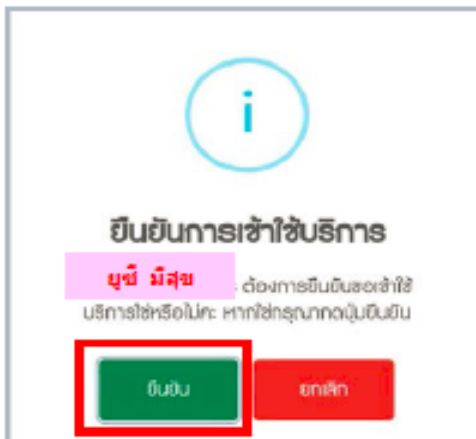 i
ยืนยันการเข้าใช้บริการ
ยูซี มีสุข ร ต้องการยืนยันขอเข้าใช้
บริการใช่หรือไม่คะ หากใช่กรุณากดปุ่มยืนยัน
ยืนยัน ยกเลิก